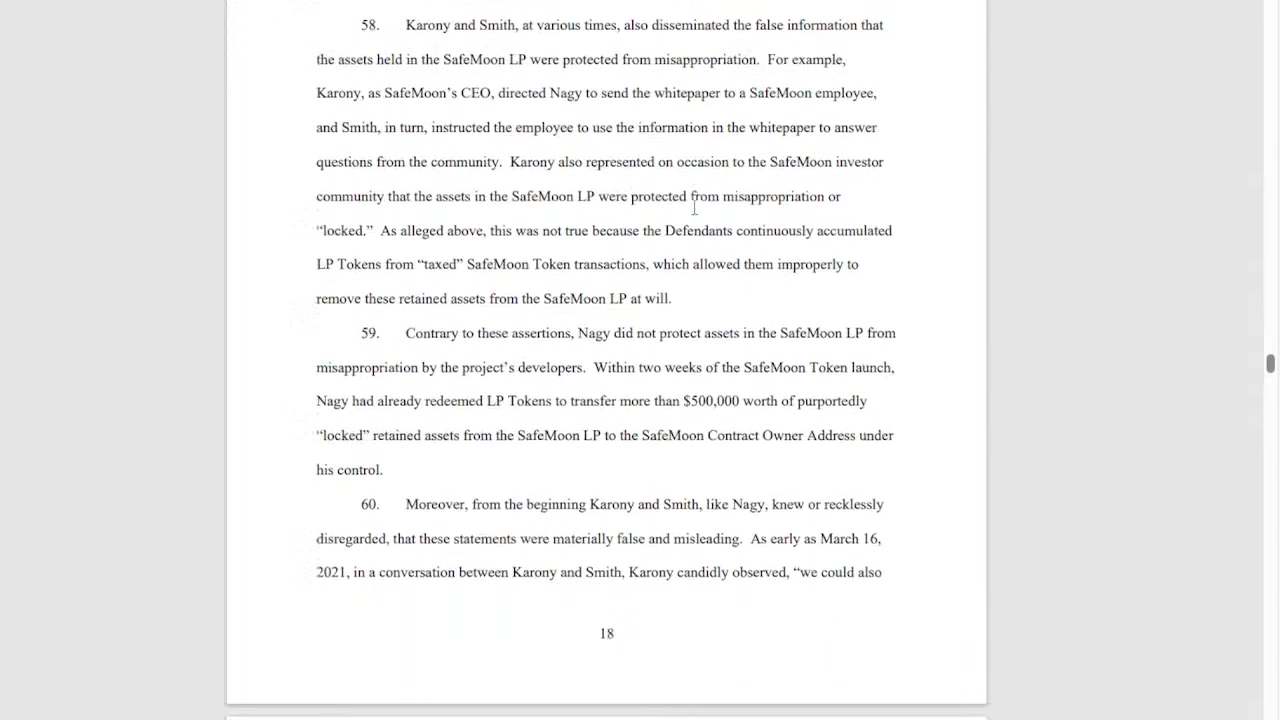 58. Karony and Smith, at various times, also disseminated the false information that
the assets held in the SafeMoon LP were protected from misappropriation. For example,
Karony, as SafeMoon’s CEO, directed Nagy to send the whitepaper to a SafeMoon employee,
and Smith, in turn, instructed the employee to use the information in the whitepaper to answer
questions from the community. Karony also represented on occasion to the SafeMoon investor
community that the assets in the SafeMoon LP were protected from misappropriation or
“locked.” As alleged above, this was not true because the Defendants continuously accumulated
LP Tokens from “taxed” SafeMoon Token transactions, which allowed them improperly to
remove these retained assets from the SafeMoon LP at will.
59. Contrary to these assertions, Nagy did not protect assets in the SafeMoon LP from
misappropriation by the project’s developers. Within two weeks of the SafeMoon Token launch,
Nagy had already redeemed LP Tokens to transfer more than $500,000 worth of purportedly
“locked” retained assets from the SafeMoon LP to the SafeMoon Contract Owner Address under
his control.
60. Moreover, from the beginning Karony and Smith, like Nagy, knew or recklessly
disregarded, that these statements were materially false and misleading. As early as March 16,
2021, in a conversation between Karony and Smith, Karony candidly observed, “we could also
18